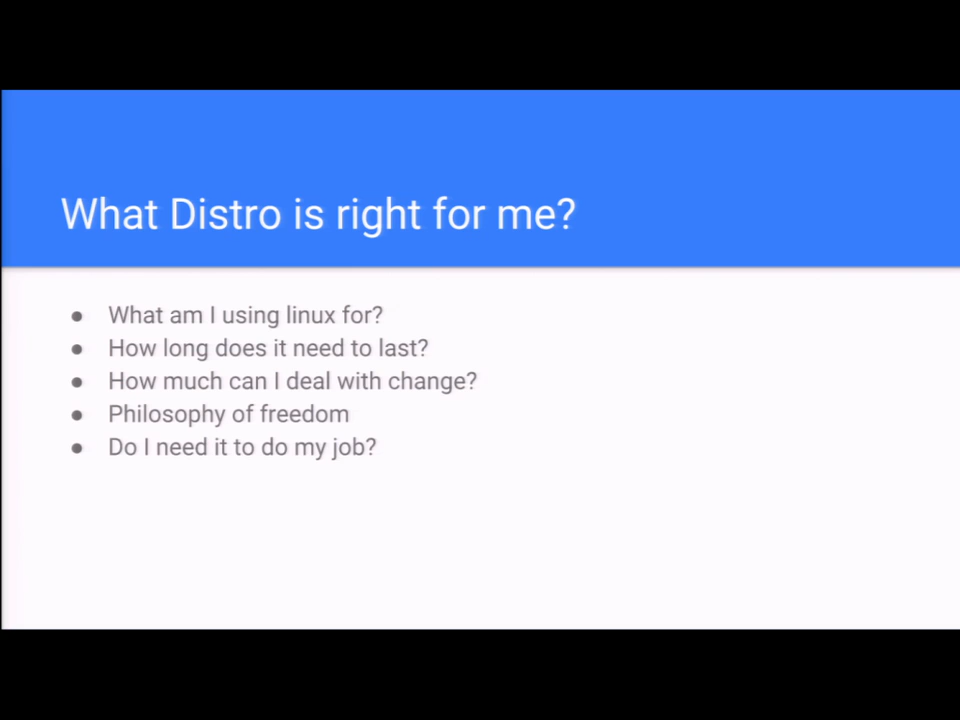 What Distro is right for me?
What am I using linux for?
How long does it need to last?
How much can I deal with change?
Philosophy of freedom
Do I need it to do my job?